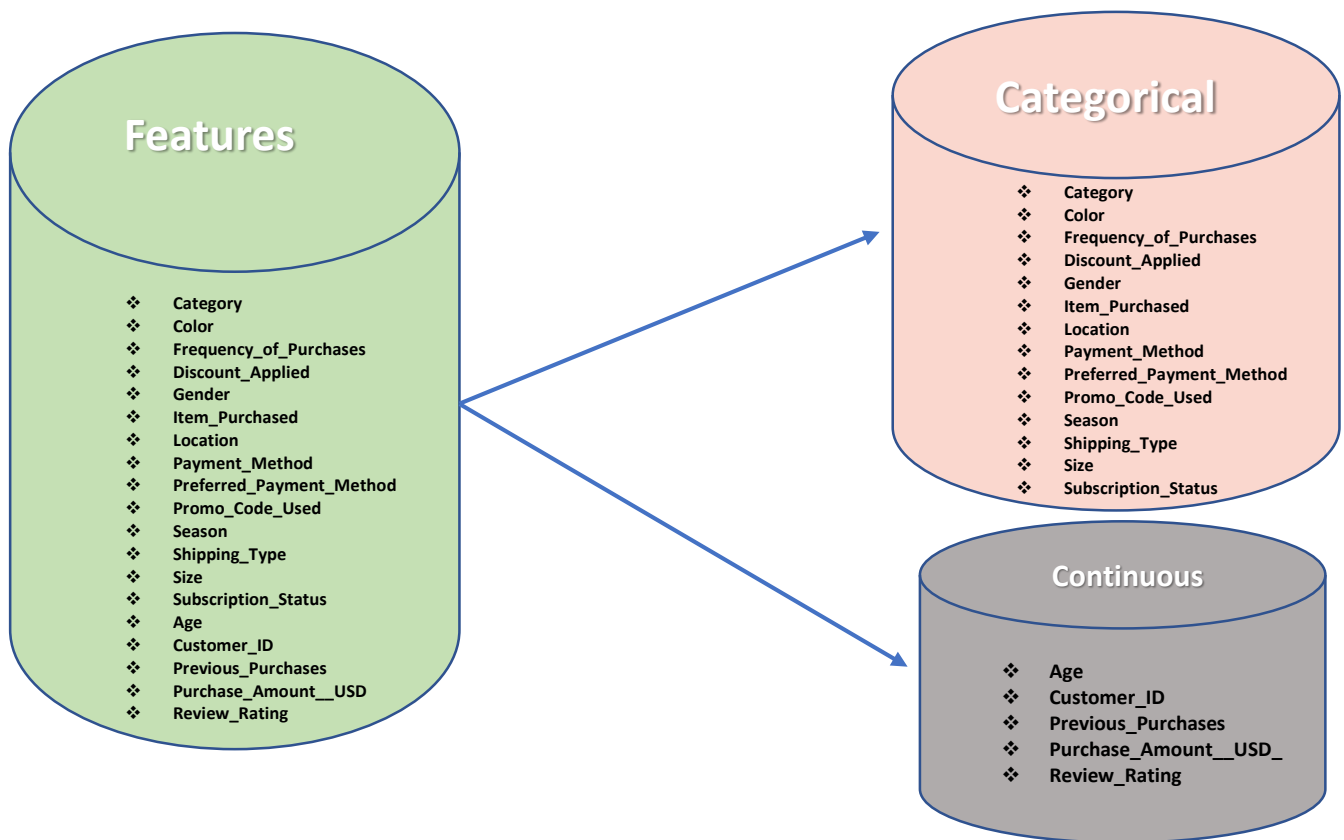 Features
❖ Category
❖ Color
❖ Frequency_of_Purchases
❖ Discount_Applied
❖ Gender
❖ Item_Purchased
❖ Location
❖ Payment_Method
❖ Preferred_Payment_Method
❖ Promo_Code_Used
❖ Season
❖ Shipping_Type
❖ Size
❖ Subscription_Status
❖ Age
❖ Customer_ID
❖ Previous_Purchases
❖ Purchase_Amount__USD
❖ Review_Rating
Categorical
❖ Category
❖ Color
❖ Frequency_of_Purchases
❖ Discount_Applied
❖ Gender
❖ Item_Purchased
❖ Location
❖ Payment_Method
❖ Preferred_Payment_Method
❖ Promo_Code_Used
❖ Season
❖ Shipping_Type
❖ Size
❖ Subscription_Status
Continuous
❖ Age
❖ Customer_ID
❖ Previous_Purchases
❖ Purchase_Amount__USD_
❖ Review_Rating